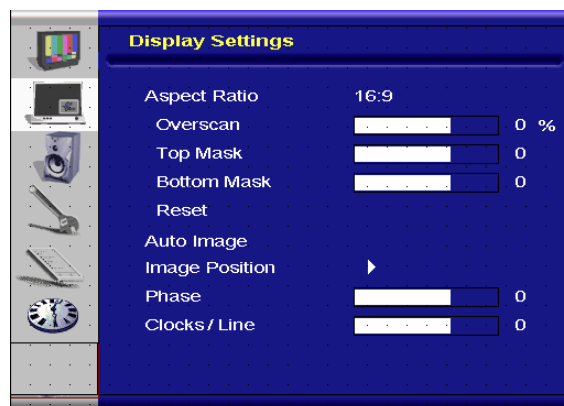 Display Settings
Aspect Ratio 16:9
Overscan 0 %
Top Mask 0
Bottom Mask 0
Reset
Auto Image
Image Position
Phase 0
Clocks / Line 0